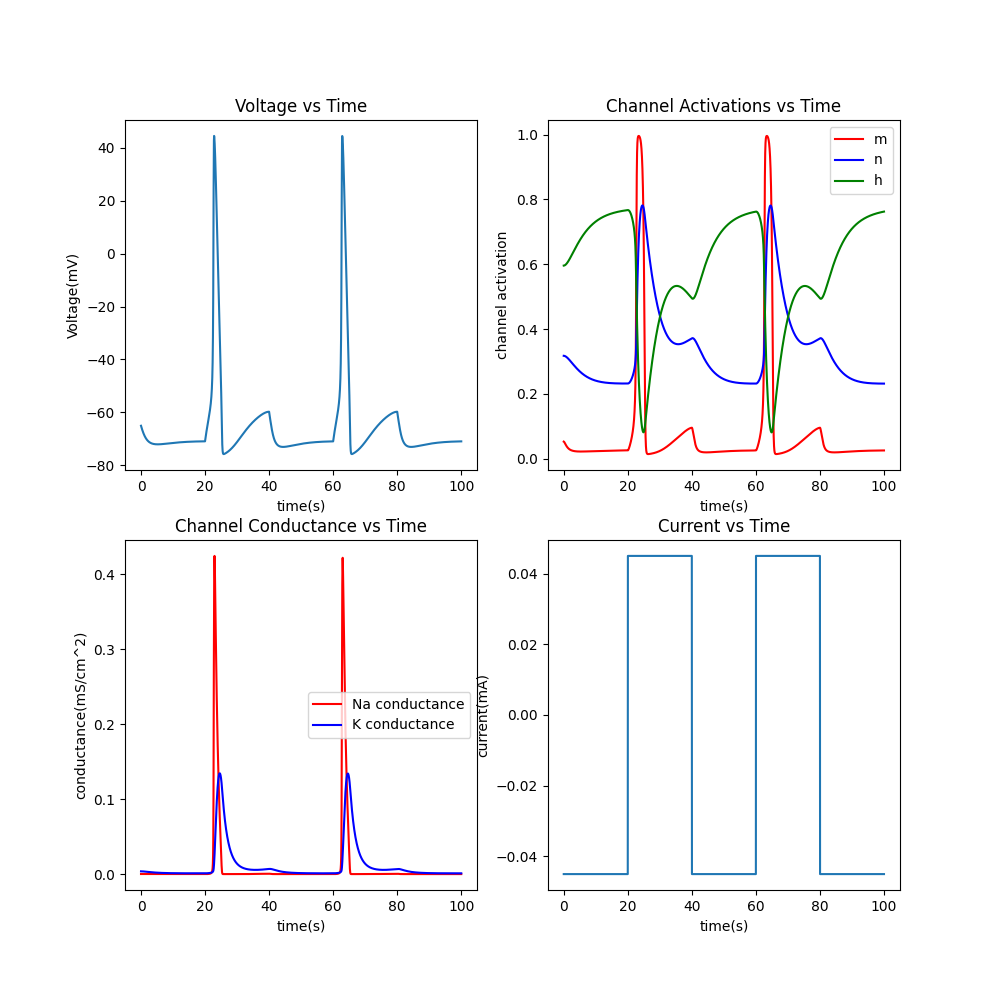 Voltage vs Time
40
20
0
−20
−40
−60
−80
Voltage(mV)
0 20 40 60 80 100
time(s)
Channel Activations vs Time
1.0
0.8
0.6
0.4
0.2
0.0
channel activation
m
n
h
0 20 40 60 80 100
time(s)
Channel Conductance vs Time
0.4
0.3
0.2
0.1
0.0
conductance(mS/cm^2)
Na conductance
K conductance
0 20 40 60 80 100
time(s)
Current vs Time
0.04
0.02
0.00
−0.02
−0.04
current(mA)
0 20 40 60 80 100
time(s)